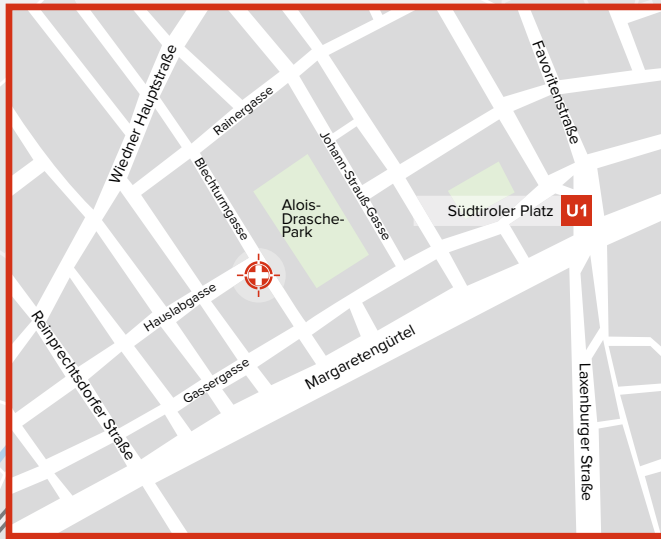 Wiedner Hauptstraße
Favoritenstraße
Rainergasse
Johann-Strauß-Gasse
Blechturmgasse
Alois-
Drasche-
Park
Südtiroler Platz U1
Hauslabgasse
Reinprechtsdorfer Straße
Margaretengürtel
Gassergasse
Laxenburger Straße